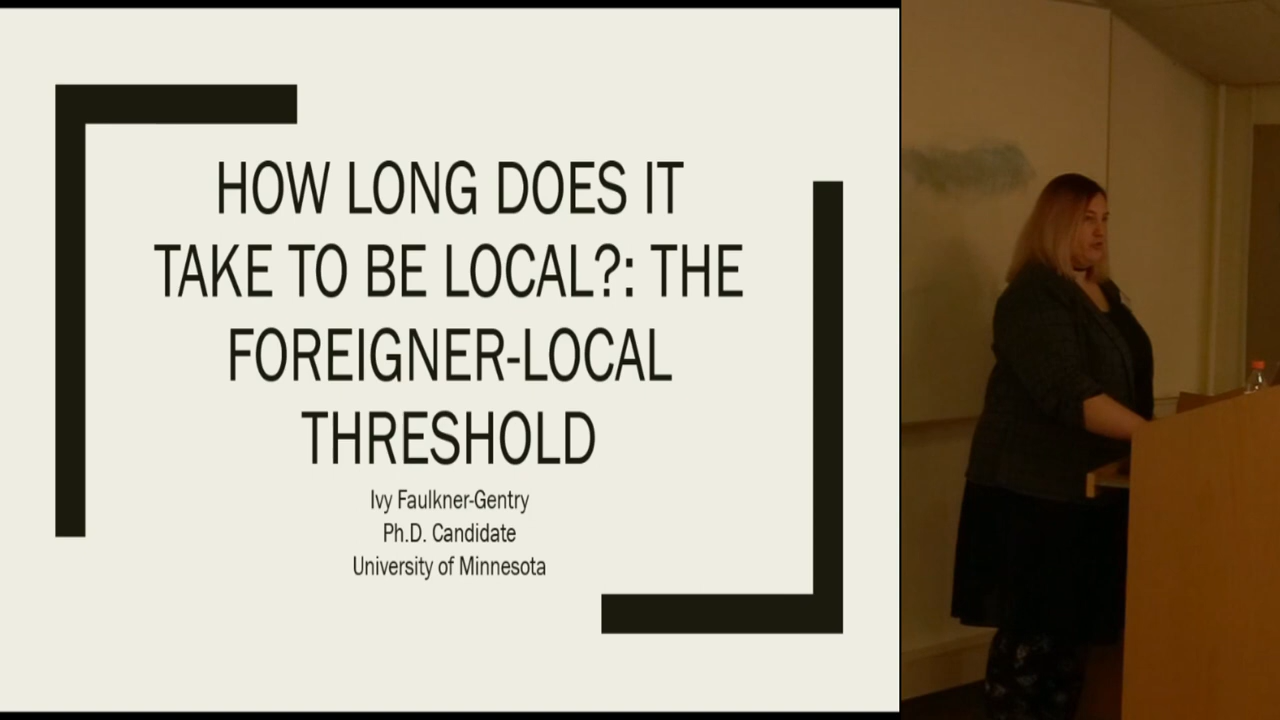 HOW LONG DOES IT
TAKE TO BE LOCAL?: THE
FOREIGNER-LOCAL
THRESHOLD
Ivy Faulkner-Gentry
Ph.D. Candidate
University of Minnesota